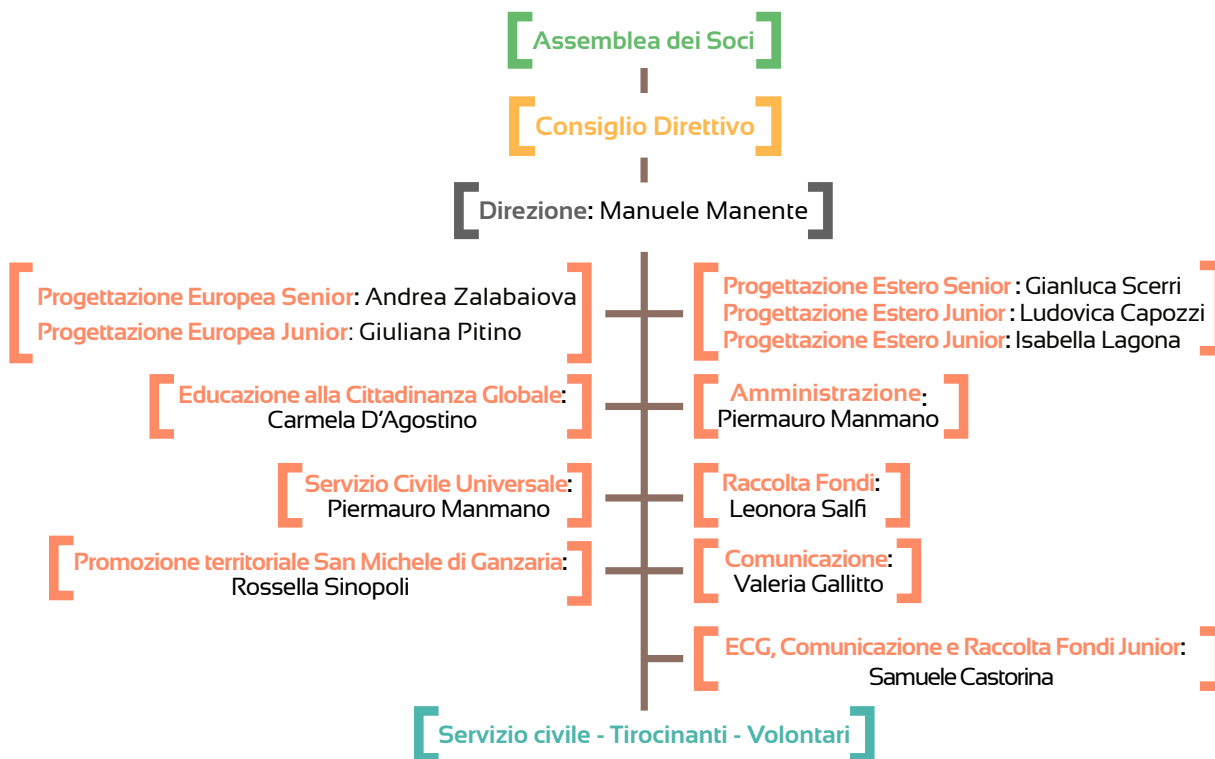 Assemblea dei Soci
Consiglio Direttivo
Direzione: Manuele Manente
Progettazione Europea Senior: Andrea Zalabaiova
Progettazione Europea Junior: Giuliana Pitino
Progettazione Estero Senior : Gianluca Scerri
Progettazione Estero Junior : Ludovica Capozzi
Progettazione Estero Junior: Isabella Lagona
Educazione alla Cittadinanza Globale:
Carmela D'Agostino
Amministrazione:
Piermauro Manmano
Servizio Civile Universale:
Piermauro Manmano
Raccolta Fondi:
Leonora Salfi
Promozione territoriale San Michele di Ganzaria:
Rossella Sinopoli
Comunicazione:
Valeria Gallitto
ECG, Comunicazione e Raccolta Fondi Junior:
Samuele Castorina
Servizio civile - Tirocinanti - Volontari